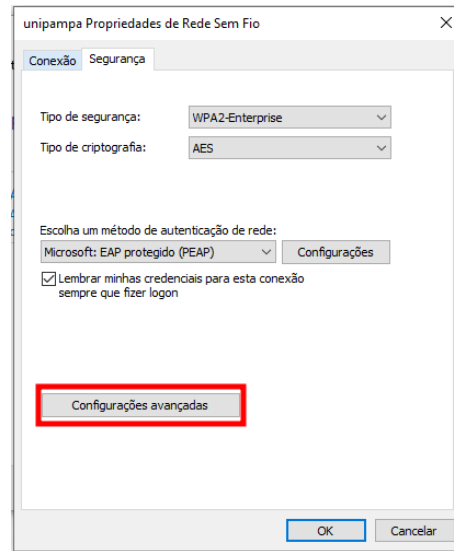 unipampa Propriedades de Rede Sem Fio
Conexão Segurança
Tipo de segurança: WPA2-Enterprise
Tipo de criptografia: AES
Escolha um método de autenticação de rede:
Microsoft: EAP protegido (PEAP) Configurações
Lembrar minhas credenciais para esta conexão
sempre que fizer logon
Configurações avançadas
OK Cancelar